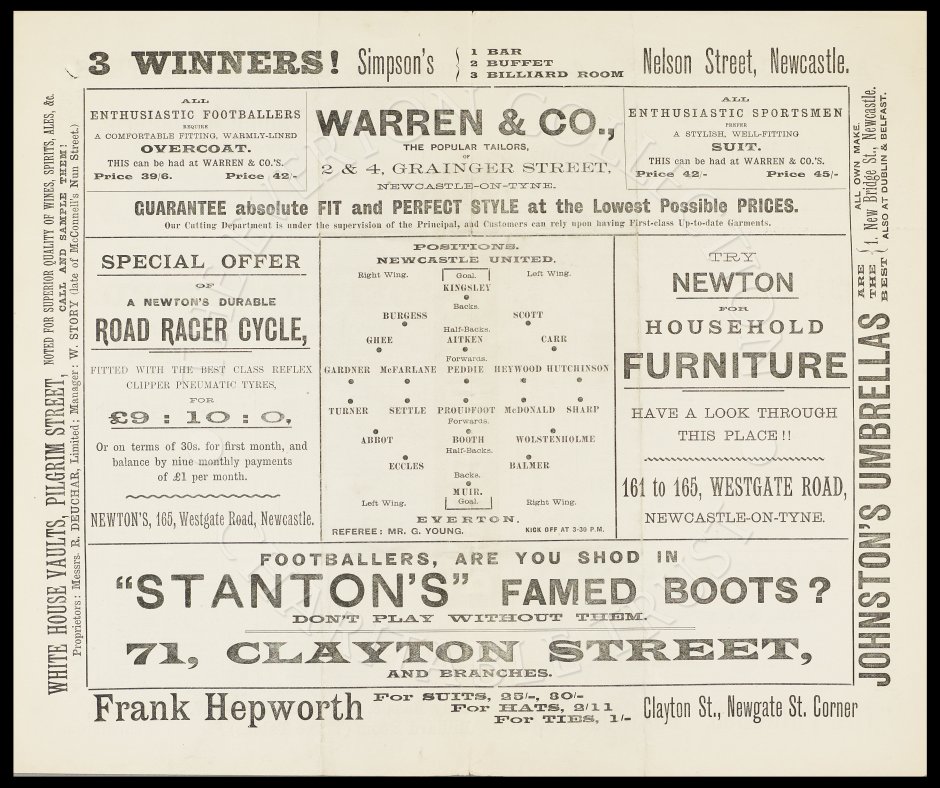 3 WINNERS! Simpson's { 1 BAR
2 BUFFET
3 BILLIARD ROOM
Nelson Street, Newcastle.
WHITE HOUSE VAULTS, PILGRIM STREET, NOTED FOR SUPERIOR QUALITY OF WINES, SPIRITS, ALES, &c.
CALL AND SAMPLE THEM!
Proprietors: Messrs. R. DEUCHAR, Limited: Manager: W. STORY (late of McConnell's Nun Street.)
ALL
ENTHUSIASTIC FOOTBALLERS
REQUIRE
A COMFORTABLE FITTING, WARMLY-LINED
OVERCOAT.
THIS can be had at WARREN & CO.'S.
Price 39/6. Price 42/-
WARREN & CO.,
THE POPULAR TAILORS,
OF
2 & 4, GRAINGER STREET,
NEWCASTLE-ON-TYNE.
ALL
ENTHUSIASTIC SPORTSMEN
PREFER
A STYLISH, WELL-FITTING
SUIT.
THIS can be had at WARREN & CO.'S.
Price 42/- Price 45/-
GUARANTEE absolute FIT and PERFECT STYLE at the Lowest Possible PRICES.
Our Cutting Department is under the supervision of the Principal, and Customers can rely upon having First-class Up-to-date Garments.
SPECIAL OFFER
OF
A NEWTON'S DURABLE
ROAD RACER CYCLE,
FITTED WITH THE BEST CLASS REFLEX
CLIPPER PNEUMATIC TYRES,
FOR
£9 : 10 : 0,
Or on terms of 30s. for first month, and
balance by nine monthly payments
of £1 per month.
NEWTON'S, 165, Westgate Road, Newcastle.
POSITIONS.
NEWCASTLE UNITED.
Right Wing. Goal. Left Wing.
KINGSLEY
Backs.
BURGESS SCOTT
Half-Backs.
GHEE AITKEN CARR
Forwards.
GARDNER McFARLANE PEDDIE HEYWOOD HUTCHINSON
TURNER SETTLE PROUDFOOT McDONALD SHARP
Forwards.
ABBOT BOOTH WOLSTENHOLME
Half-Backs.
ECCLES BALMER
Backs.
MUIR.
Left Wing. Goal. Right Wing.
EVERTON.
REFEREE: MR. G. YOUNG. KICK OFF AT 3-30 P.M.
TRY
NEWTON
FOR
HOUSEHOLD
FURNITURE
HAVE A LOOK THROUGH
THIS PLACE!!
161 to 165, WESTGATE ROAD,
NEWCASTLE-ON-TYNE.
JOHNSTON'S UMBRELLAS ARE THE BEST
ALL OWN MAKE.
1. New Bridge St., Newcastle.
ALSO AT DUBLIN & BELFAST.
FOOTBALLERS, ARE YOU SHOD IN
"STANTON'S" FAMED BOOTS?
DON'T PLAY WITHOUT THEM.
71, CLAYTON STREET,
AND BRANCHES.
Frank Hepworth
For SUITS, 25/-, 30/-
For HATS, 2/11
For TIES, 1/-
Clayton St., Newgate St. Corner